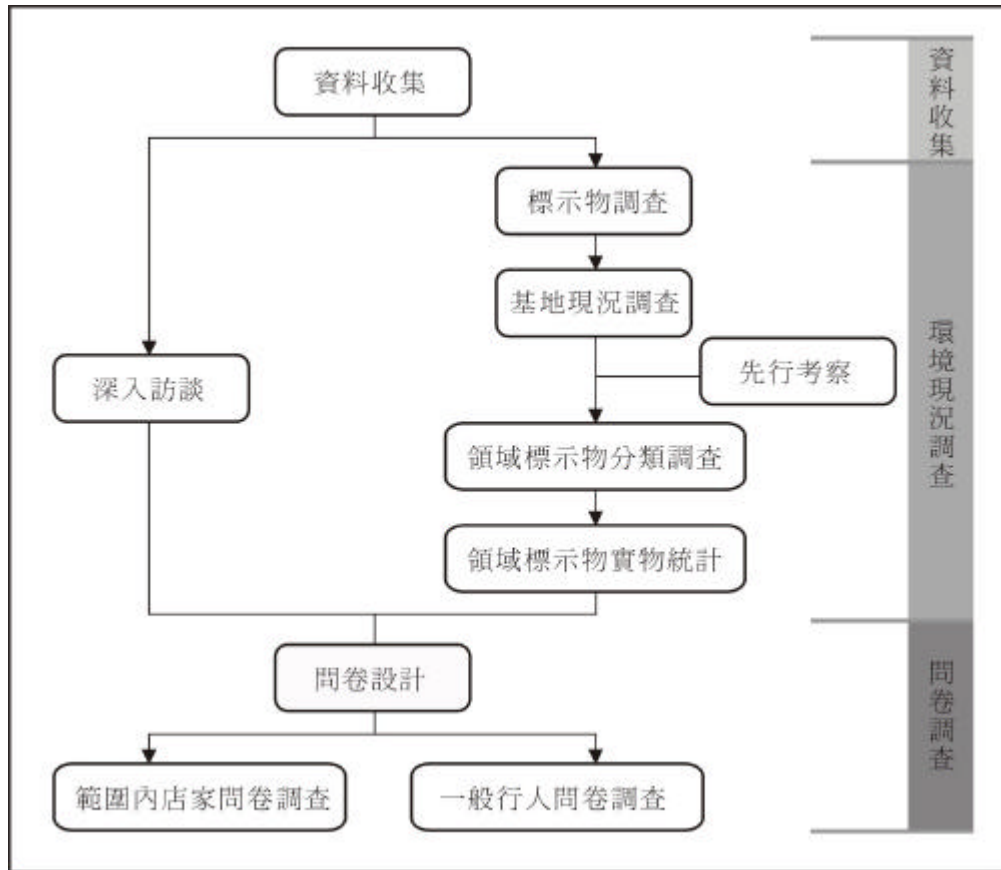 資料收集
標示物調查
基地現況調查
先行考察
深入訪談
領域標示物分類調查
領域標示物實物統計
問卷設計
範圍內店家問卷調查
一般行人問卷調查
資料收集
環境現況調查
問卷調查